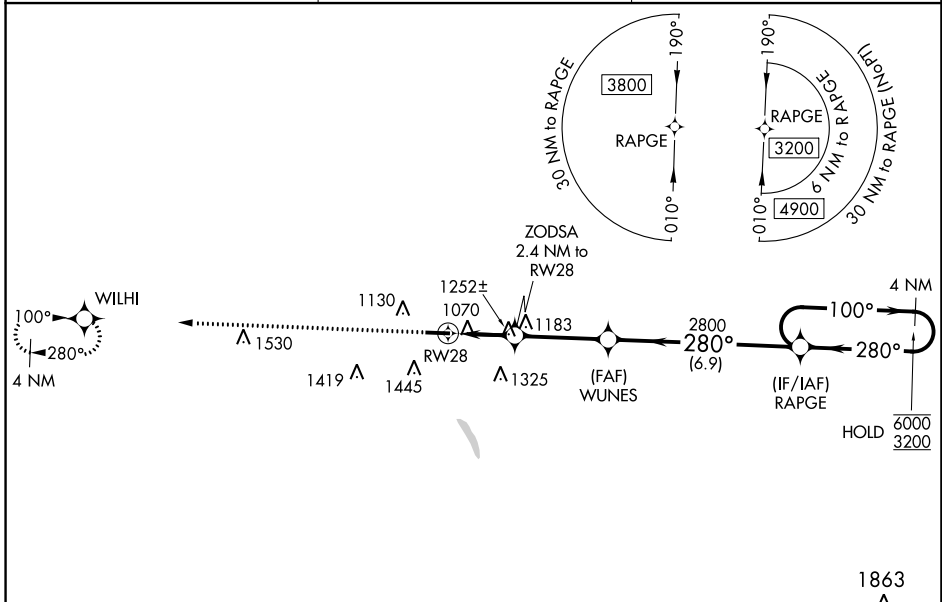 30 NM to RAPGE
190°
3800
RAPGE
010°
190°
RAPGE
3200
6 NM to RAPGE
4900
30 NM to RAPGE (NoPT)
010°
ZODSA
2.4 NM to
RW28
1252±
1130
1070
1183
WILHI
100°
280°
4 NM
1530
RW28
1419
1445
1325
(FAF)
WUNES
2800
280°
(6.9)
4 NM
100°
280°
(IF/IAF)
RAPGE
HOLD
6000
3200
1863